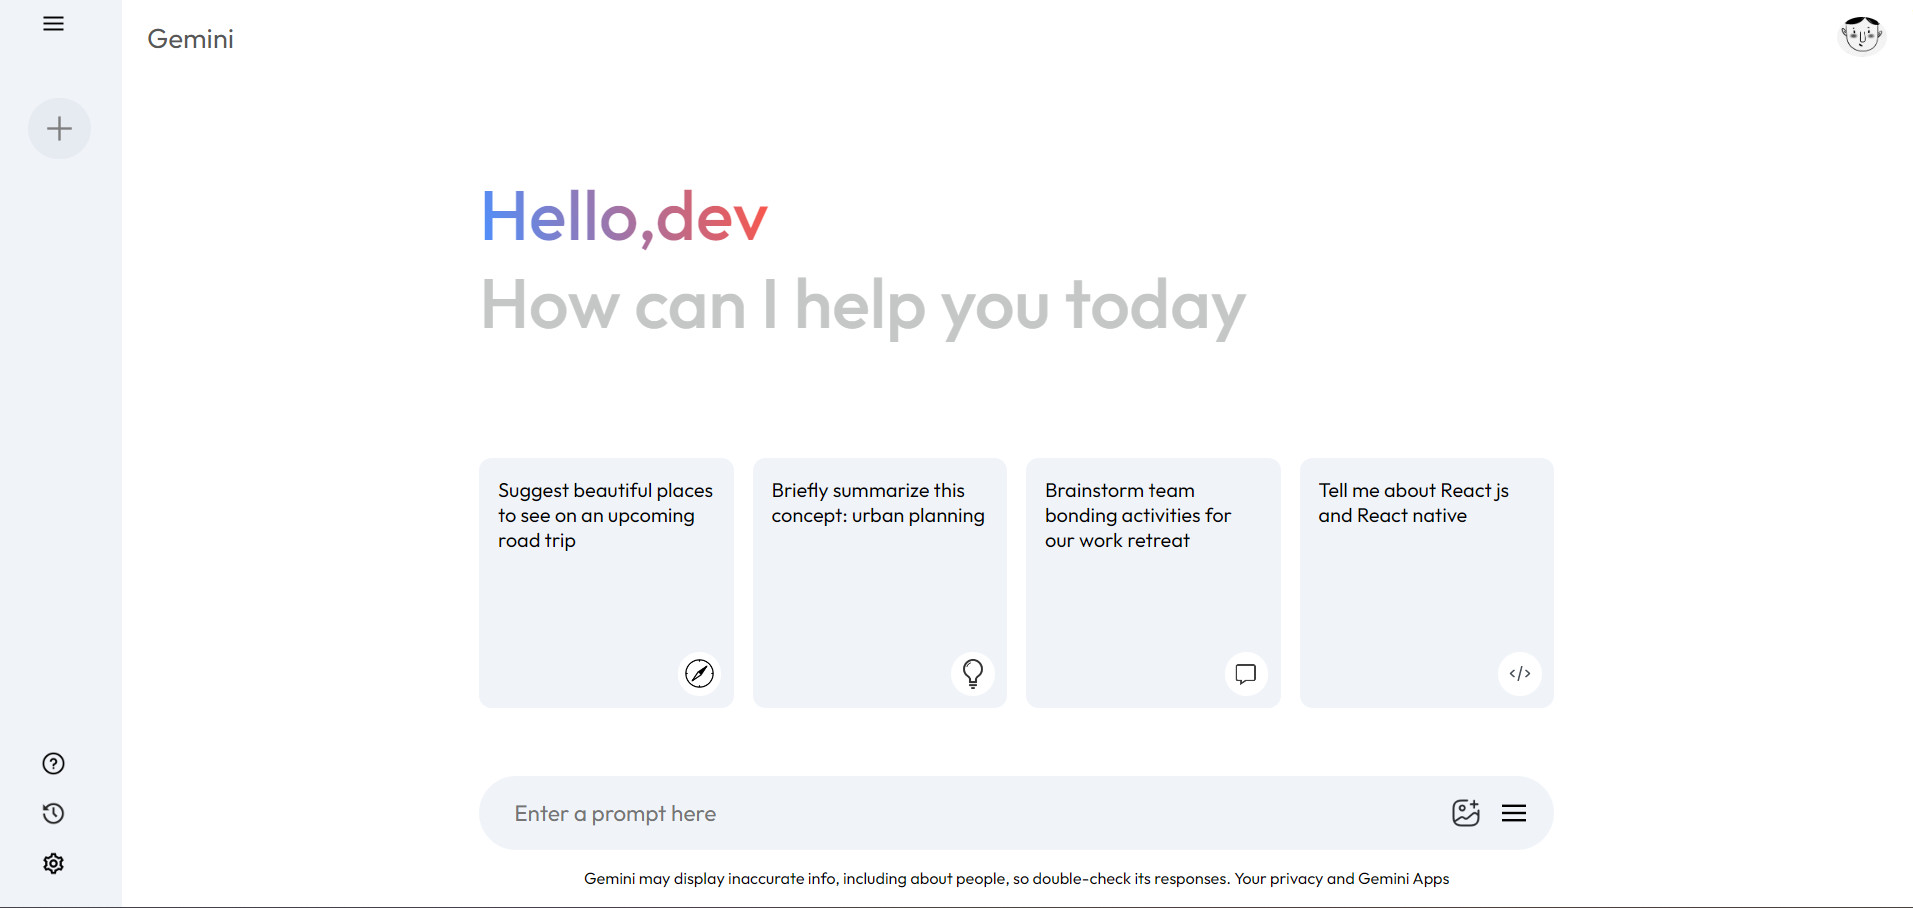 Gemini
Hello,dev
How can I help you today
Suggest beautiful places
to see on an upcoming
road trip
Briefly summarize this
concept: urban planning
Brainstorm team
bonding activities for
our work retreat
Tell me about React js
and React native
</>
Enter a prompt here
Gemini may display inaccurate info, including about people, so double-check its responses. Your privacy and Gemini Apps